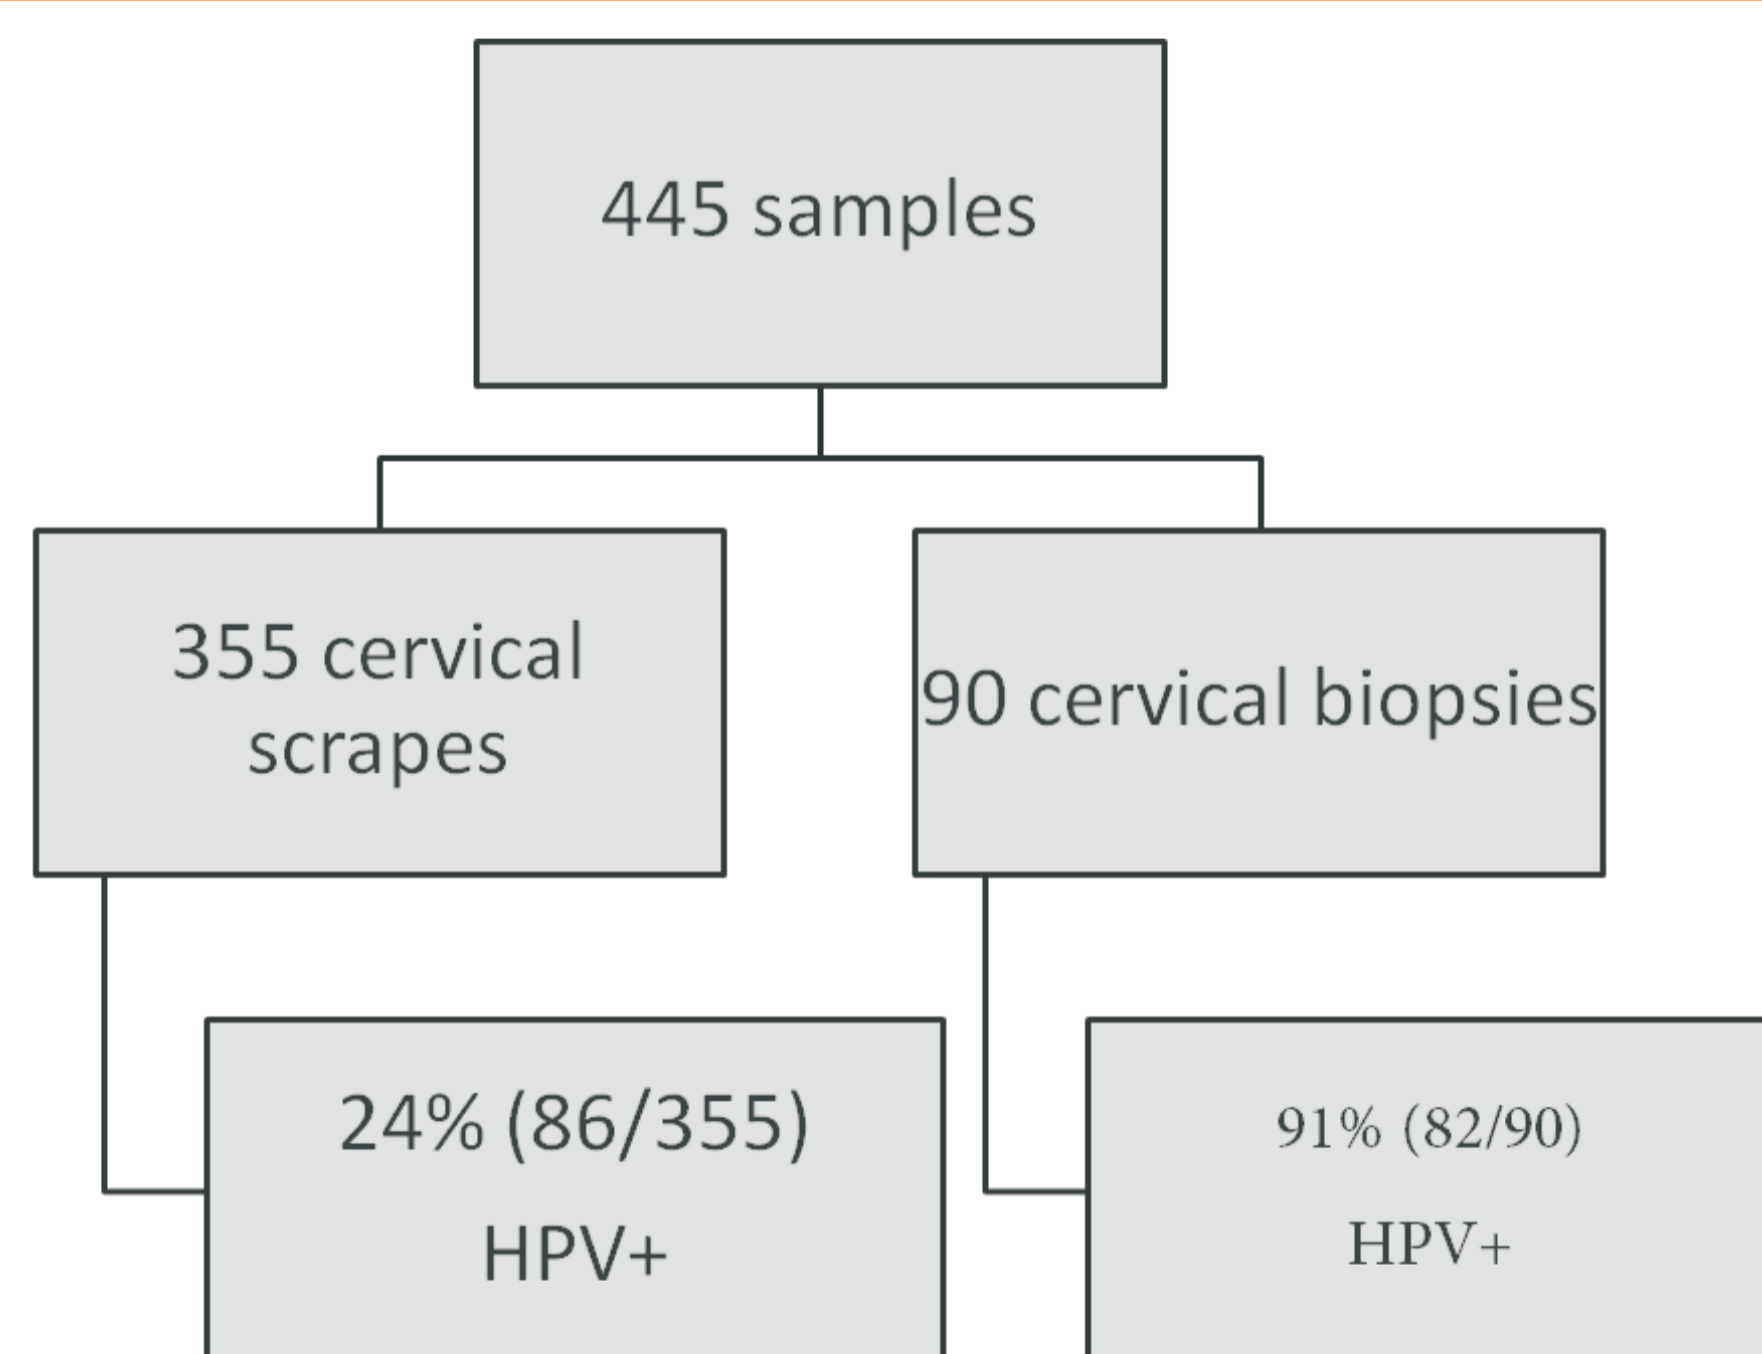 445 samples
355 cervical
scrapes
90 cervical biopsies
24% (86/355)
HPV+
91% (82/90)
HPV+